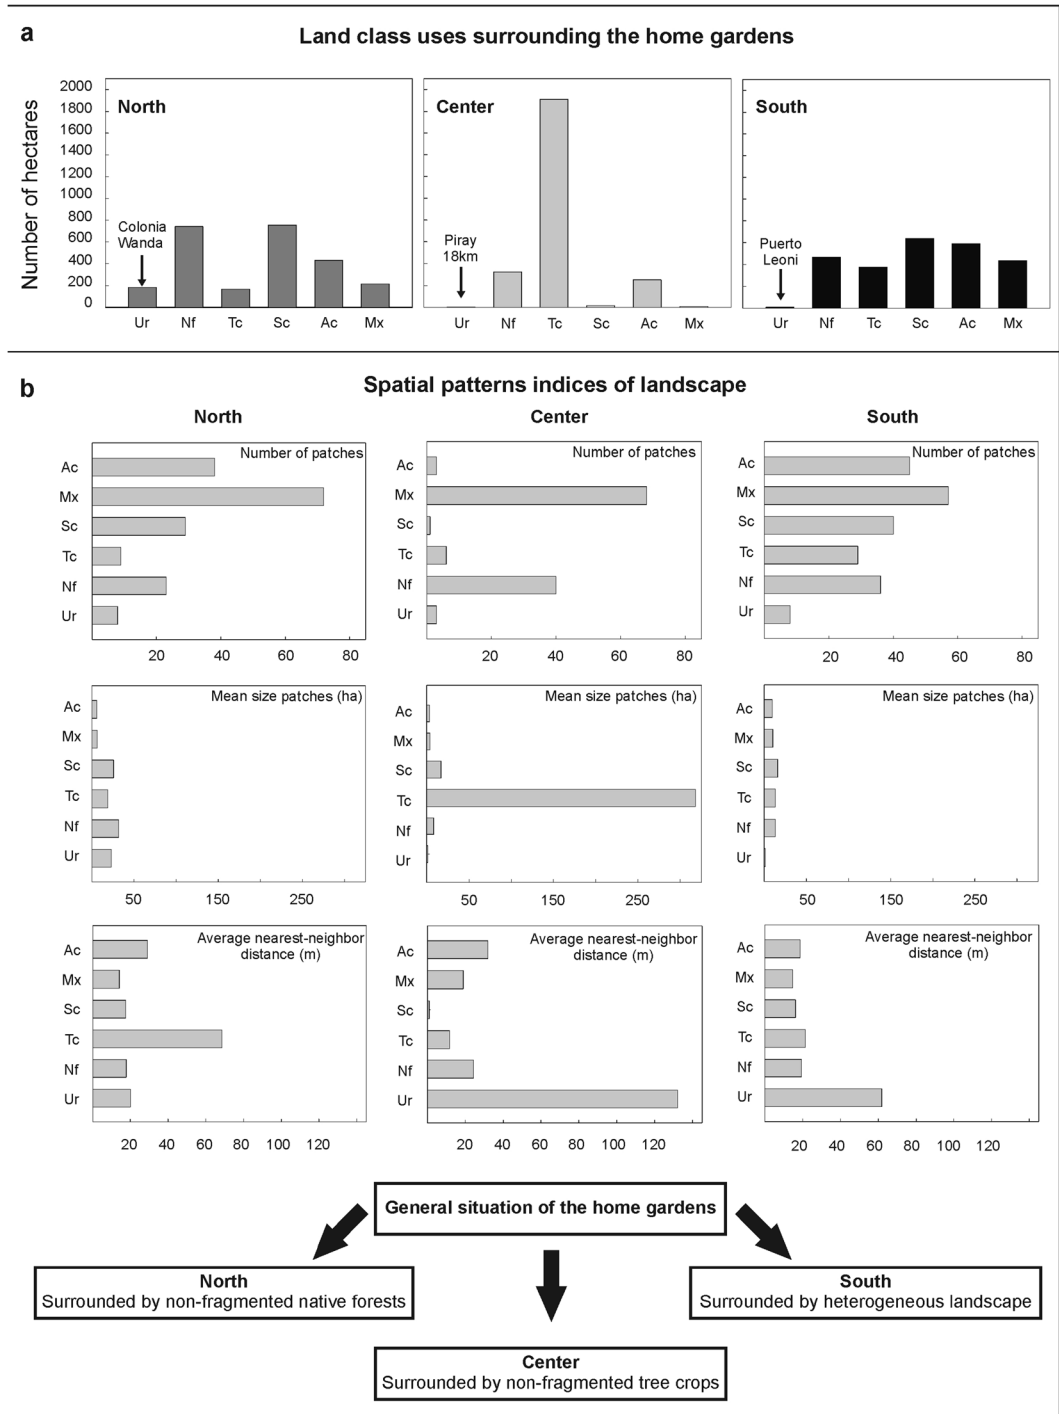 a
Land class uses surrounding the home gardens
Number of hectares
2000
1800
1600
1400
1200
1000
800
600
400
200
0
North
Colonia
Wanda
Ur Nf Tc Sc Ac Mx
Center
Piray
18km
Ur Nf Tc Sc Ac Mx
South
Puerto
Leoni
Ur Nf Tc Sc Ac Mx
b
Spatial patterns indices of landscape
North
Center
South
Number of patches
Ac
Mx
Sc
Tc
Nf
Ur
20 40 60 80
Number of patches
Ac
Mx
Sc
Tc
Nf
Ur
20 40 60 80
Number of patches
Ac
Mx
Sc
Tc
Nf
Ur
20 40 60 80
Mean size patches (ha)
Ac
Mx
Sc
Tc
Nf
Ur
50 150 250
Mean size patches (ha)
Ac
Mx
Sc
Tc
Nf
Ur
50 150 250
Mean size patches (ha)
Ac
Mx
Sc
Tc
Nf
Ur
50 150 250
Average nearest-neighbor
distance (m)
Ac
Mx
Sc
Tc
Nf
Ur
20 40 60 80 100 120
Average nearest-neighbor
distance (m)
Ac
Mx
Sc
Tc
Nf
Ur
20 40 60 80 100 120
Average nearest-neighbor
distance (m)
Ac
Mx
Sc
Tc
Nf
Ur
20 40 60 80 100 120
General situation of the home gardens
North
Surrounded by non-fragmented native forests
South
Surrounded by heterogeneous landscape
Center
Surrounded by non-fragmented tree crops